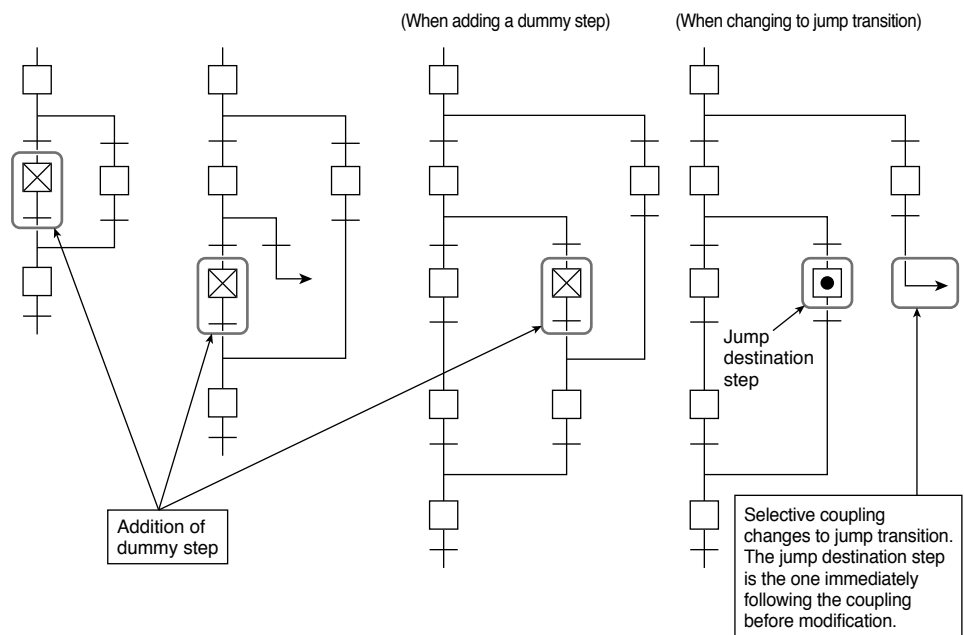 (When adding a dummy step)
(When changing to jump transition)
Jump
destination
step
Addition of
dummy step
Selective coupling
changes to jump transition.
The jump destination step
is the one immediately
following the coupling
before modification.